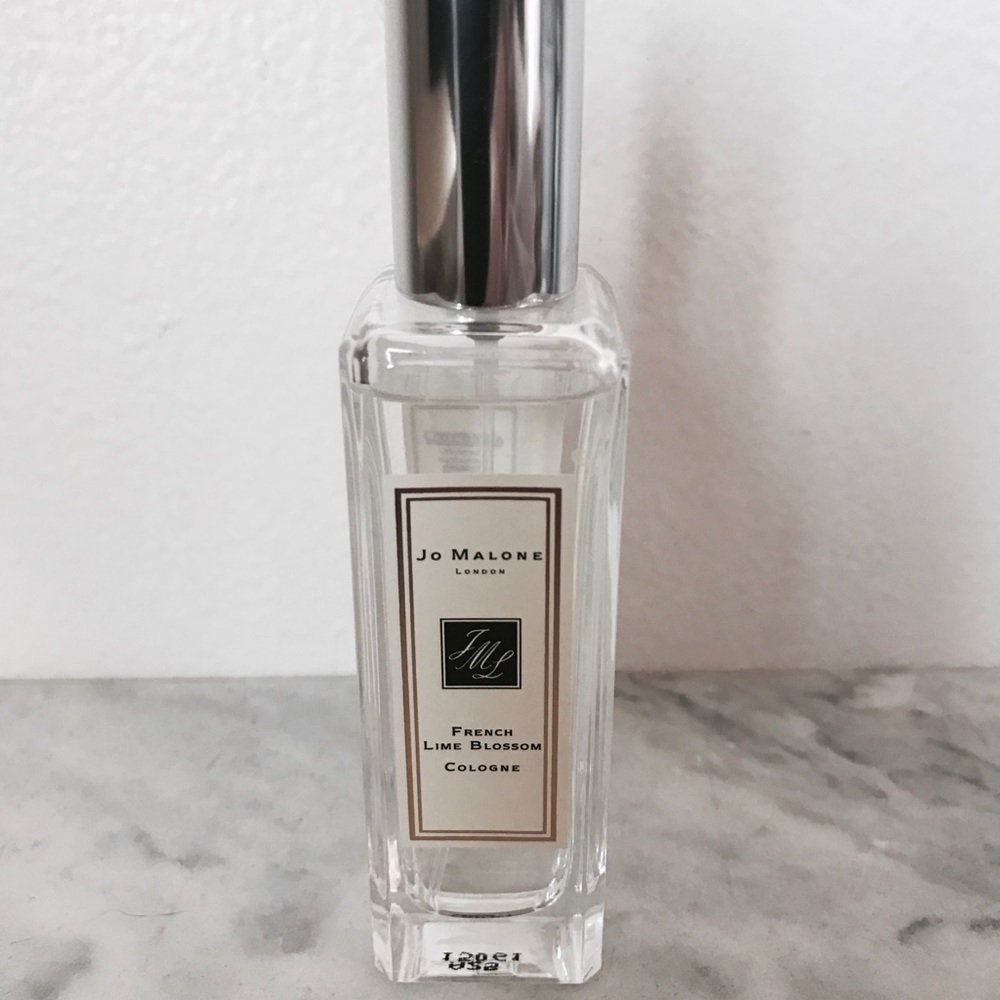 Jo Malone
London
JML
French
Lime Blossom
Cologne